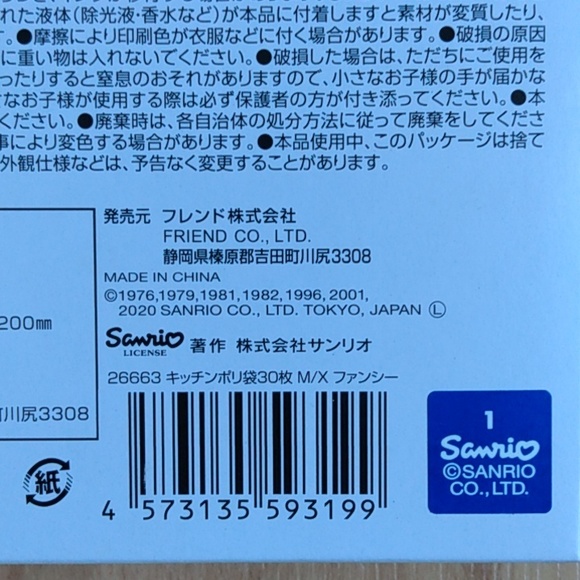 れた液体（除光液・香水など）が本品に付着しますと素材が変質したり、
す。●摩擦により印刷色が衣服などに付く場合があります。●破損の原因
に重い物は入れないでください。●破損した場合は、ただちにご使用を
ったりすると窒息のおそれがありますので、小さなお子様の手が届かな
なお子様が使用する際は必ず保護者の方が付き添ってください。●本
ください。●廃棄時は、各自治体の処分方法に従って廃棄をしてくださ
事により変色する場合があります。●本品使用中、このパッケージは捨て
外観仕様などは、予告なく変更することがあります。
発売元 フレンド株式会社
FRIEND CO., LTD.
静岡県榛原郡吉田町川尻3308
MADE IN CHINA
©1976,1979,1981,1982,1996,2001,
2020 SANRIO CO., LTD. TOKYO, JAPAN Ⓛ
200㎜
Sanrio LICENSE 著作 株式会社サンリオ
26663 キッチンポリ袋30枚 M/X ファンシー
町川尻3308
紙
4 573135 593199
1
Sanrio
©SANRIO
CO., LTD.